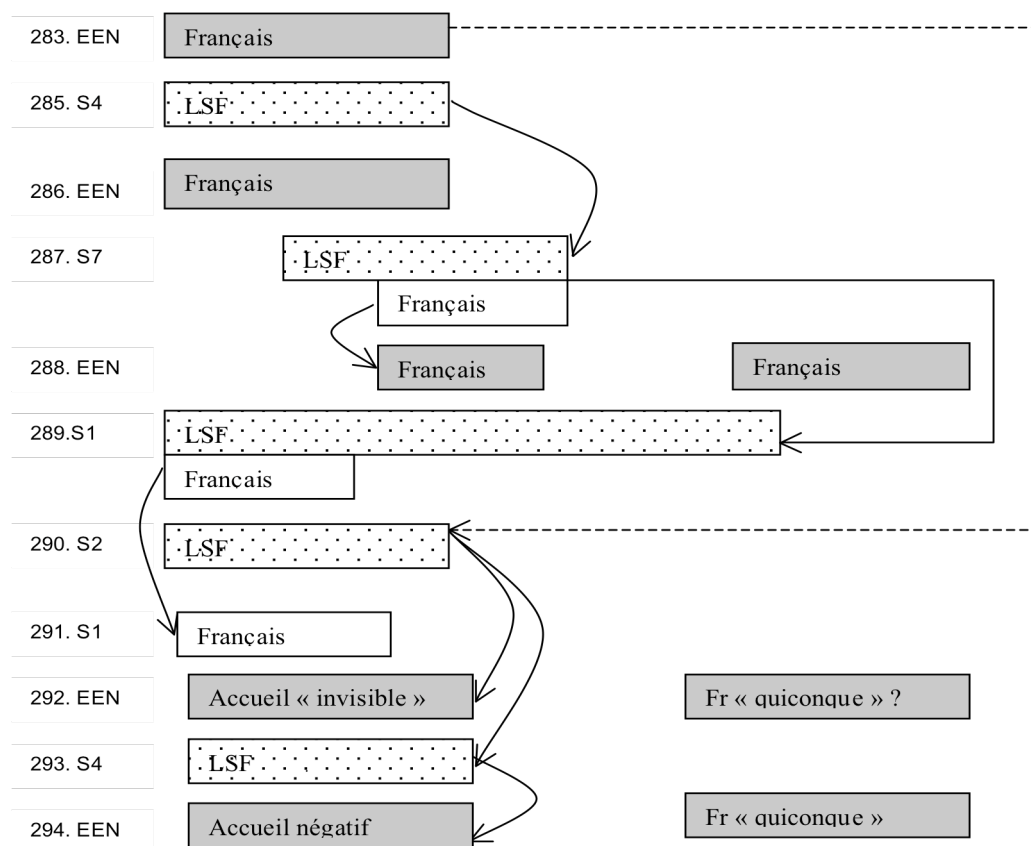 283. EEN Français
285. S4 LSF
286. EEN Français
287. S7 LSF
Français
288. EEN Français Français
289.S1 LSF
Français
290. S2 LSF
291. S1 Français
292. EEN Accueil « invisible » Fr « quiconque » ?
293. S4 LSF
294. EEN Accueil négatif Fr « quiconque »